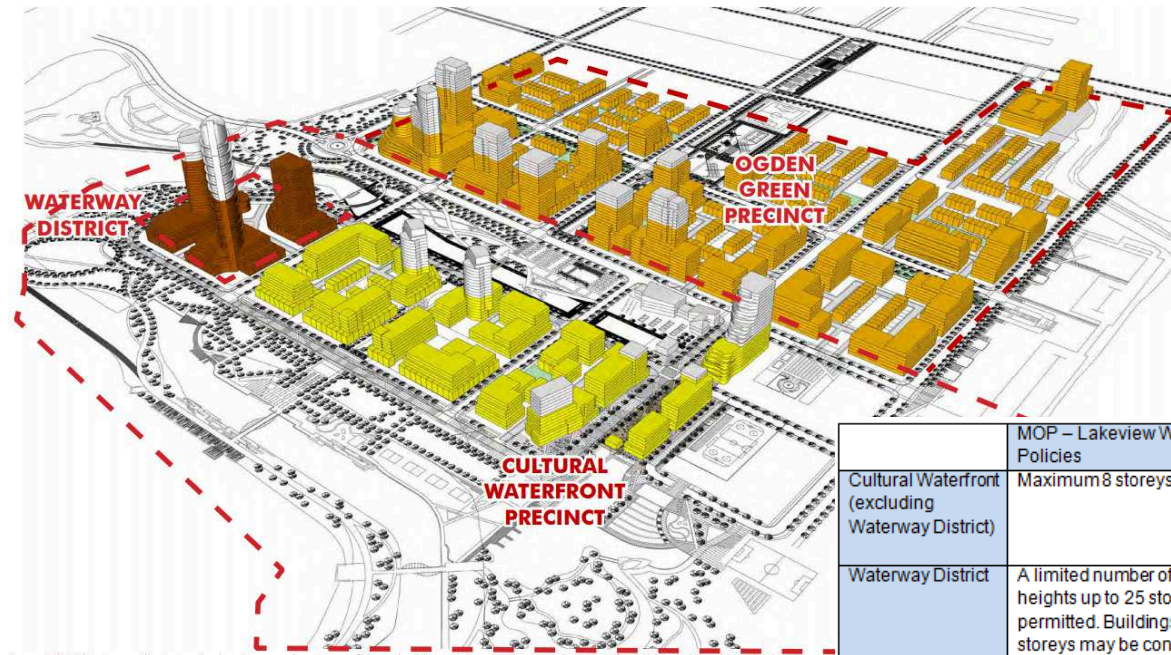 WATERWAY
DISTRICT
OGDEN
GREEN
PRECINCT
CULTURAL
WATERFRONT
PRECINCT
MOP – Lakeview W
Policies
Cultural Waterfront
(excluding
Waterway District)
Maximum 8 storeys
Waterway District
A limited number of
heights up to 25 sto
permitted. Buildings
storeys may be con